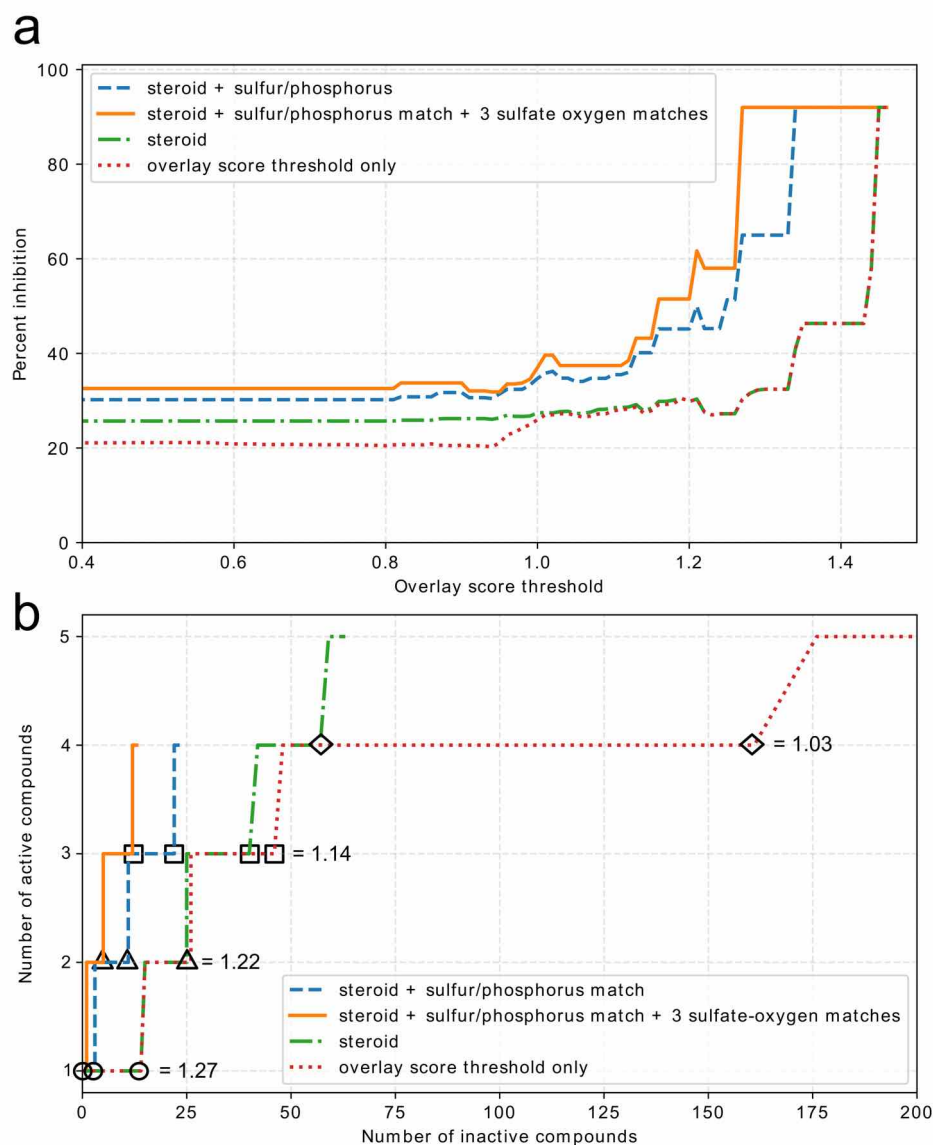 a
100
80
60
40
20
0
Percent inhibition
steroid + sulfur/phosphorus
steroid + sulfur/phosphorus match + 3 sulfate oxygen matches
steroid
overlay score threshold only
0.4 0.6 0.8 1.0 1.2 1.4
Overlay score threshold
b
5
4
3
2
1
Number of active compounds
= 1.03
= 1.14
= 1.22
= 1.27
steroid + sulfur/phosphorus match
steroid + sulfur/phosphorus match + 3 sulfate-oxygen matches
steroid
overlay score threshold only
0 25 50 75 100 125 150 175 200
Number of inactive compounds